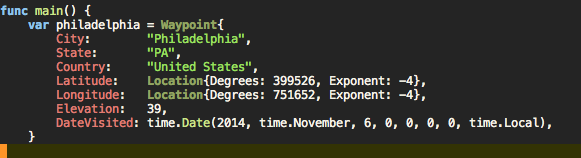 func main() {
    var philadelphia = Waypoint{
        City:        "Philadelphia",
        State:       "PA",
        Country:     "United States",
        Latitude:    Location{Degrees: 399526, Exponent: -4},
        Longitude:   Location{Degrees: 751652, Exponent: -4},
        Elevation:   39,
        DateVisited: time.Date(2014, time.November, 6, 0, 0, 0, 0, time.Local),
    }